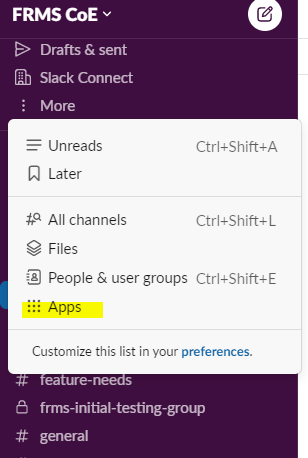 FRMS CoE
Drafts & sent
Slack Connect
More
Unreads Ctrl+Shift+A
Later
All channels Ctrl+Shift+L
Files
People & user groups Ctrl+Shift+E
Apps
Customize this list in your preferences.
# feature-needs
frms-initial-testing-group
# general